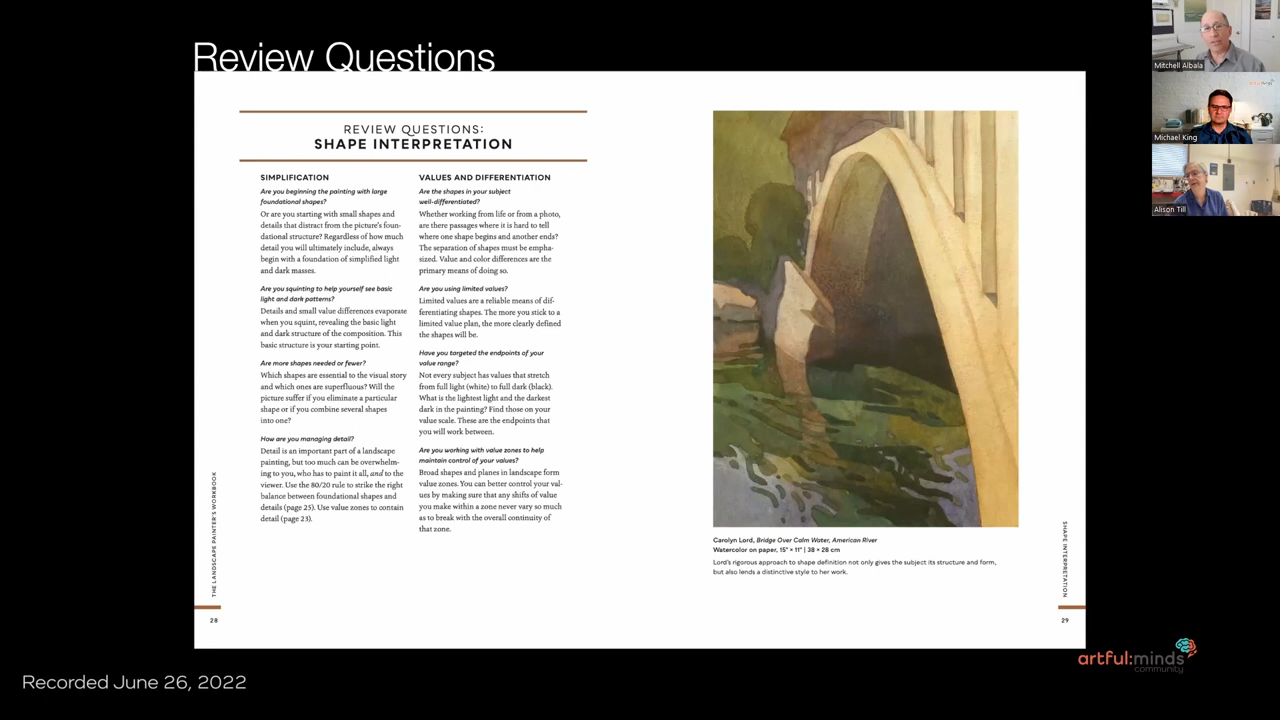 Review Questions
REVIEW QUESTIONS:
SHAPE INTERPRETATION
SIMPLIFICATION
Are you beginning the painting with large
foundational shapes?
Or are you starting with small shapes and
details that distract from the picture's foun-
dational structure? Regardless of how much
detail you will ultimately include, always
begin with a foundation of simplified light
and dark masses.
Are you squinting to help yourself see basic
light and dark patterns?
Details and small value differences evaporate
when you squint, revealing the basic light
and dark structure of the composition. This
basic structure is your starting point.
Are more shapes needed or fewer?
Which shapes are essential to the visual story
and which ones are superfluous? Will the
picture suffer if you eliminate a particular
shape or if you combine several shapes
into one?
How are you managing detail?
Detail is an important part of a landscape
painting, but too much can be overwhelm-
ing to you, who has to paint it all, and to the
viewer. Use the 80/20 rule to strike the right
balance between foundational shapes and
details (page 25). Use value zones to contain
detail (page 23).
VALUES AND DIFFERENTIATION
Are the shapes in your subject
well-differentiated?
Whether working from life or from a photo,
are there passages where it is hard to tell
where one shape begins and another ends?
The separation of shapes must be empha-
sized. Value and color differences are the
primary means of doing so.
Are you using limited values?
Limited values are a reliable means of dif-
ferentiating shapes. The more you stick to a
limited value plan, the more clearly defined
the shapes will be.
Have you targeted the endpoints of your
value range?
Not every subject has values that stretch
from full light (white) to full dark (black).
What is the lightest light and the darkest
dark in the painting? Find those on your
value scale. These are the endpoints that
you will work between.
Are you working with value zones to help
maintain control of your values?
Broad shapes and planes in landscape form
value zones. You can better control your val-
ues by making sure that any shifts of value
you make within a zone never vary so much
as to break with the overall continuity of
that zone.
THE LANDSCAPE PAINTER'S WORKBOOK
28
Carolyn Lord, Bridge Over Calm Water, American River
Watercolor on paper, 15" × 11" | 38 × 28 cm
Lord's rigorous approach to shape definition not only gives the subject its structure and form,
but also lends a distinctive style to her work.
SHAPE INTERPRETATION
29
Mitchell Albala
artful:minds
Michael King
Alison Till
artful:minds
community
Recorded June 26, 2022